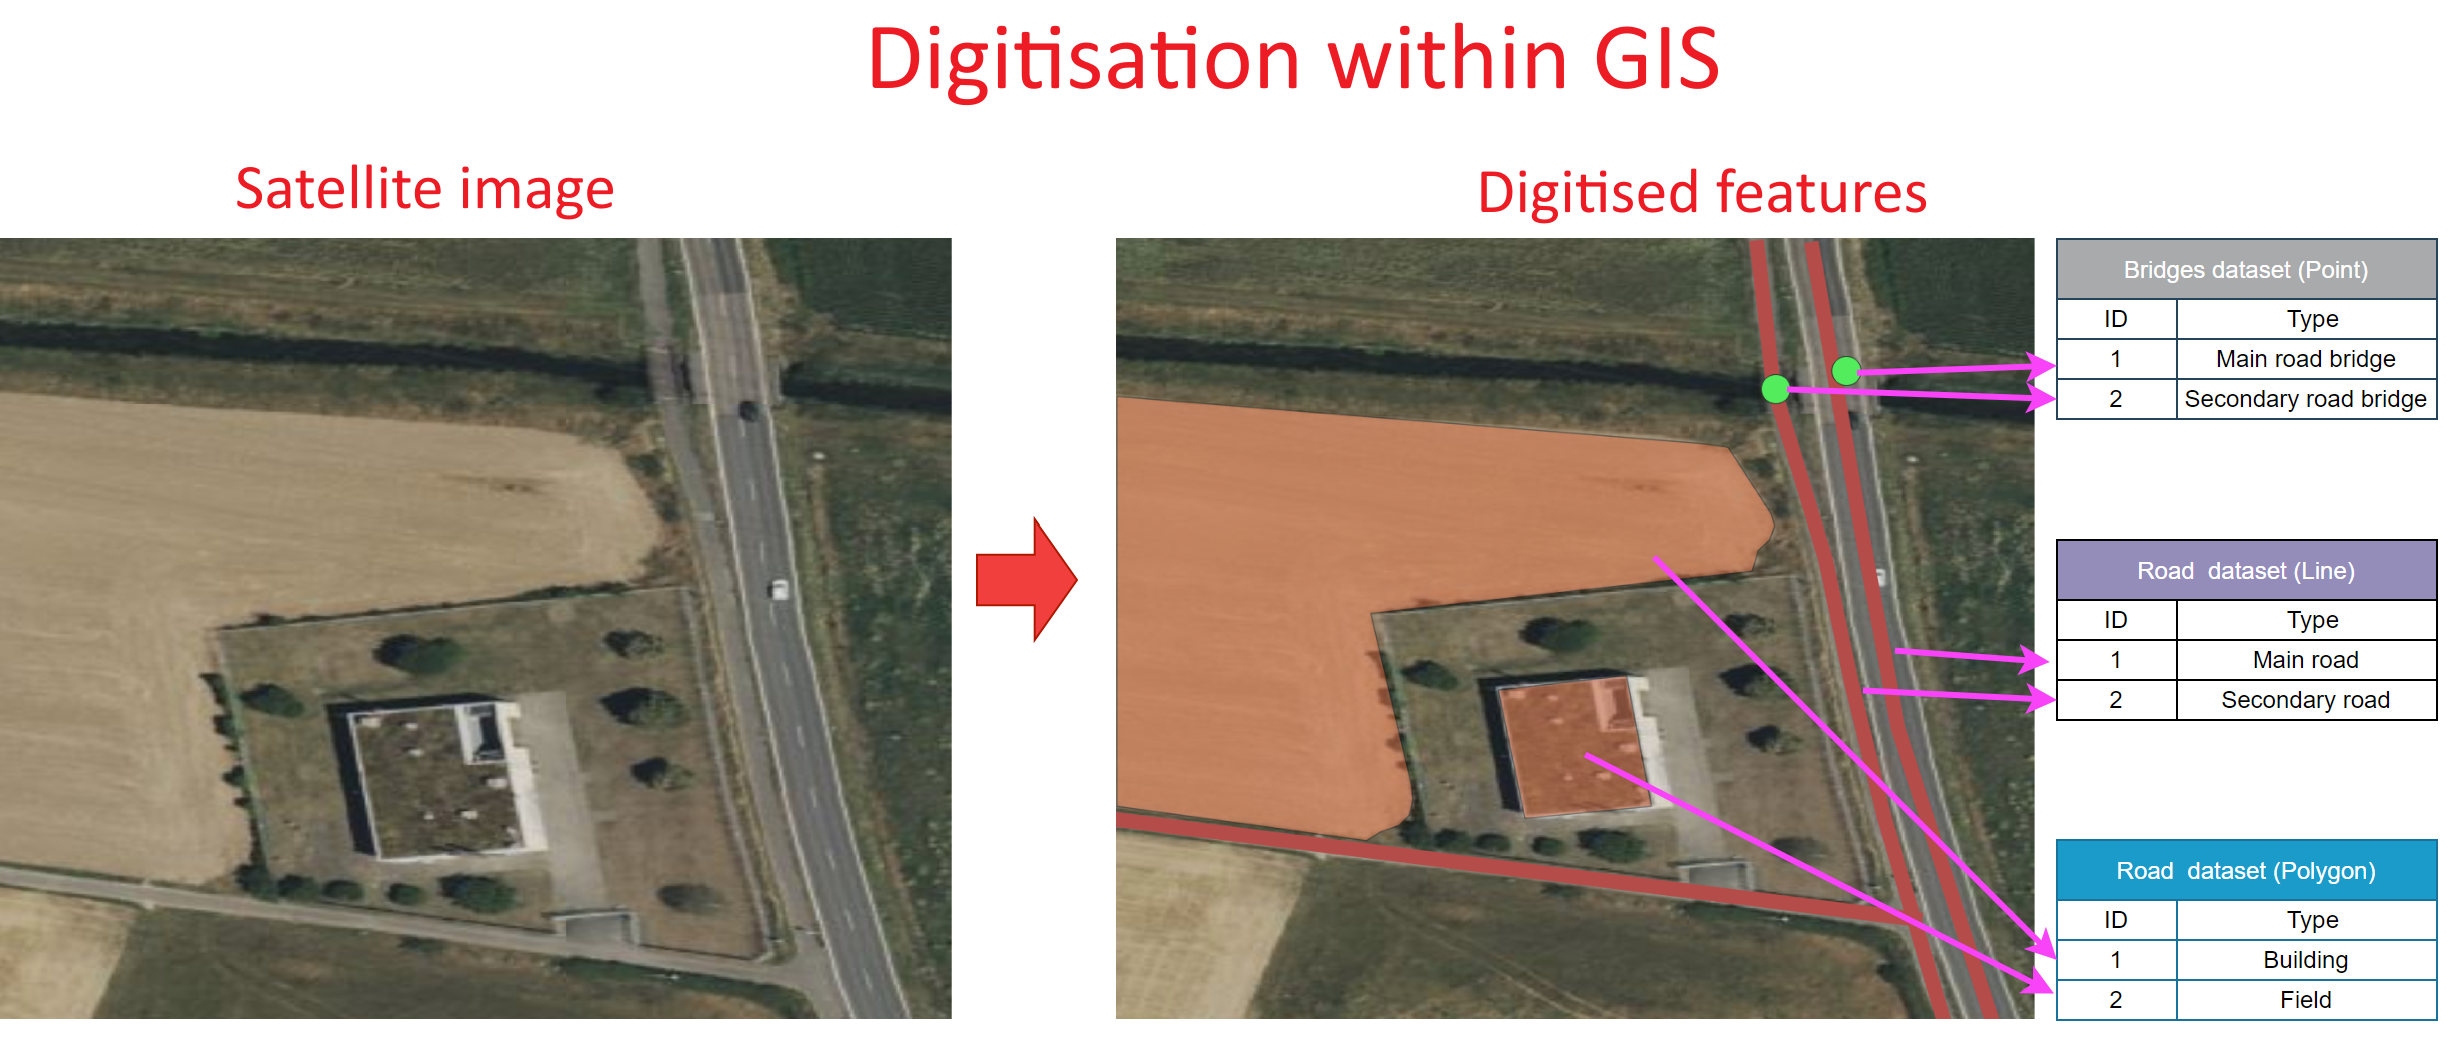 Digitisation within GIS
Satellite image
Digitised features
Bridges dataset (Point)
ID Type
1 Main road bridge
2 Secondary road bridge
Road dataset (Line)
ID Type
1 Main road
2 Secondary road
Road dataset (Polygon)
ID Type
1 Building
2 Field